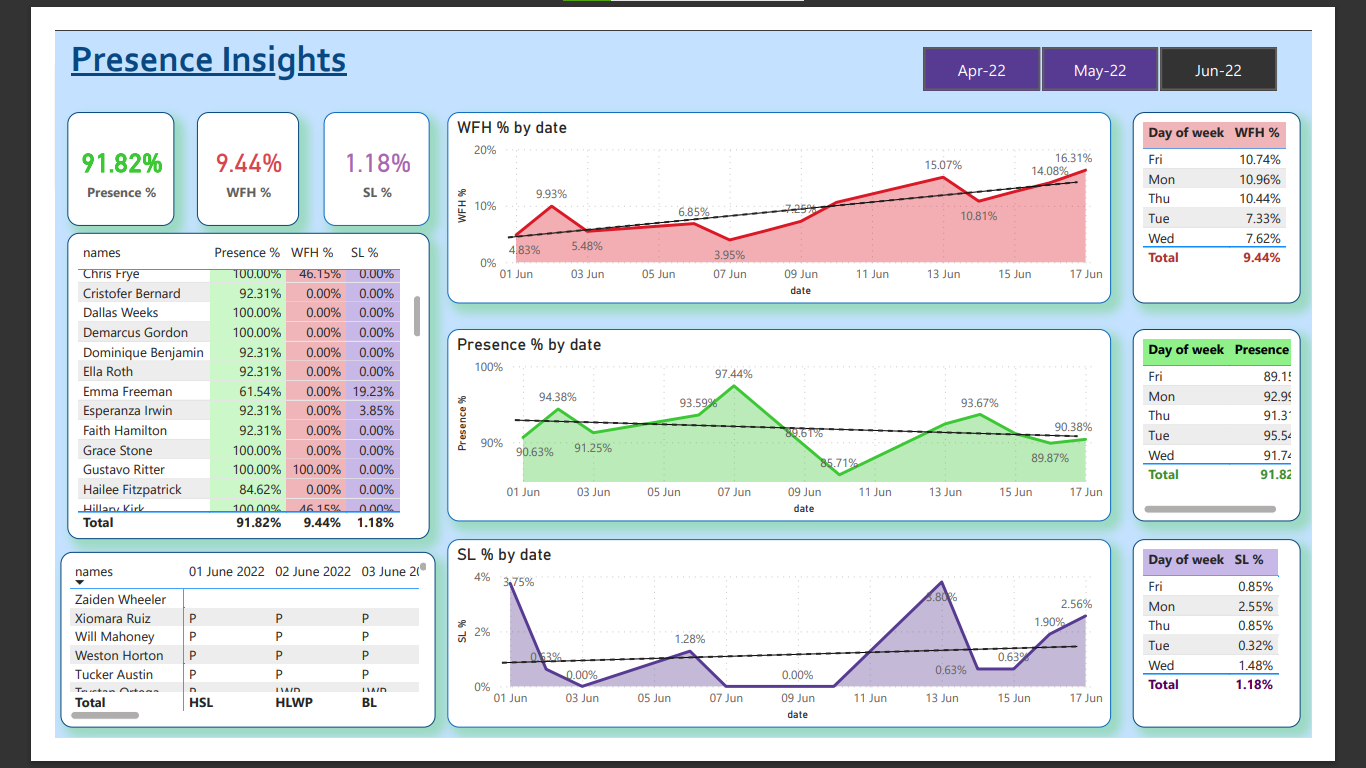 Presence Insights
Apr-22
May-22
Jun-22
91.82%
Presence %
9.44%
WFH %
1.18%
SL %
names Presence % WFH % SL %
Chris Frye 100.00% 46.15% 0.00%
Cristofer Bernard 92.31% 0.00% 0.00%
Dallas Weeks 100.00% 0.00% 0.00%
Demarcus Gordon 100.00% 0.00% 0.00%
Dominique Benjamin 92.31% 0.00% 0.00%
Ella Roth 92.31% 0.00% 0.00%
Emma Freeman 61.54% 0.00% 19.23%
Esperanza Irwin 92.31% 0.00% 3.85%
Faith Hamilton 92.31% 0.00% 0.00%
Grace Stone 100.00% 0.00% 0.00%
Gustavo Ritter 100.00% 100.00% 0.00%
Hailee Fitzpatrick 84.62% 0.00% 0.00%
Hillary Kirk 100.00% 46.15% 0.00%
Total 91.82% 9.44% 1.18%
names 01 June 2022 02 June 2022 03 June 20
Zaiden Wheeler
Xiomara Ruiz P P P
Will Mahoney P P P
Weston Horton P P P
Tucker Austin P P P
Trystan Ortega P LWP LWP
Total HSL HLWP BL
WFH % by date
WFH %
20%
10%
0%
4.83%
9.93%
5.48%
6.85%
3.95%
7.25%
15.07%
10.81%
14.08%
16.31%
01 Jun 03 Jun 05 Jun 07 Jun 09 Jun 11 Jun 13 Jun 15 Jun 17 Jun
date
Presence % by date
Presence %
100%
90%
90.63%
94.38%
91.25%
93.59%
97.44%
89.61%
85.71%
93.67%
89.87%
90.38%
01 Jun 03 Jun 05 Jun 07 Jun 09 Jun 11 Jun 13 Jun 15 Jun 17 Jun
date
SL % by date
SL %
4%
2%
0%
3.75%
0.63%
0.00%
1.28%
0.00%
3.80%
0.63%
0.63%
1.90%
2.56%
01 Jun 03 Jun 05 Jun 07 Jun 09 Jun 11 Jun 13 Jun 15 Jun 17 Jun
date
Day of week WFH %
Fri 10.74%
Mon 10.96%
Thu 10.44%
Tue 7.33%
Wed 7.62%
Total 9.44%
Day of week Presence
Fri 89.15
Mon 92.99
Thu 91.31
Tue 95.54
Wed 91.74
Total 91.82
Day of week SL %
Fri 0.85%
Mon 2.55%
Thu 0.85%
Tue 0.32%
Wed 1.48%
Total 1.18%